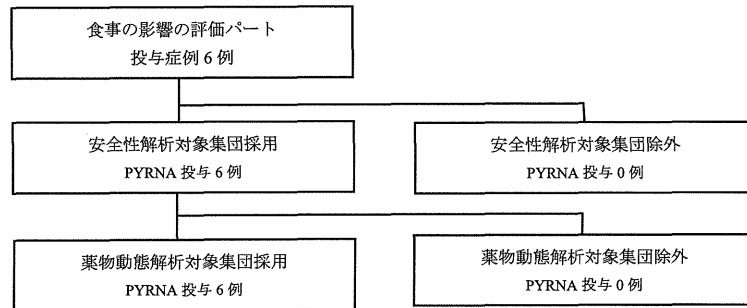 食事の影響の評価パート
投与症例 6 例
安全性解析対象集団採用
PYRNA 投与 6 例
安全性解析対象集団除外
PYRNA 投与 0 例
薬物動態解析対象集団採用
PYRNA 投与 6 例
薬物動態解析対象集団除外
PYRNA 投与 0 例